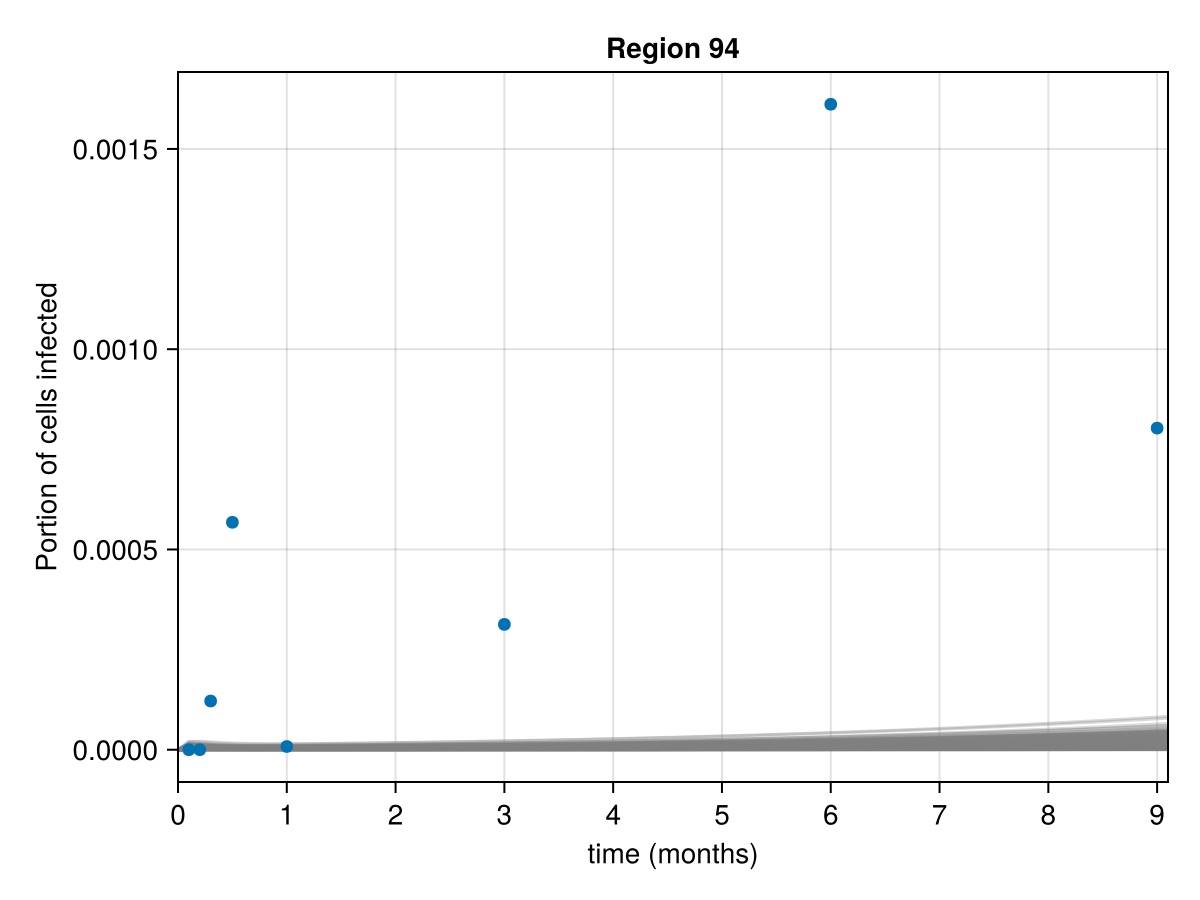 Region 94
Portion of cells infected
0.0015
0.0010
0.0005
0.0000
0 1 2 3 4 5 6 7 8 9
time (months)